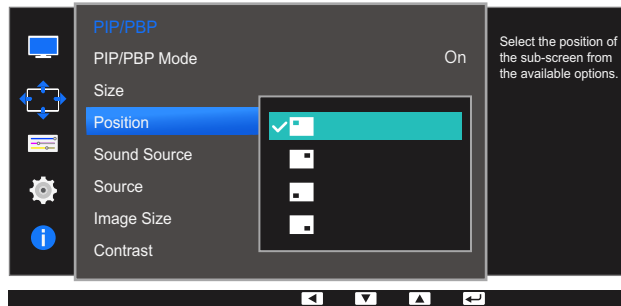 PIP/PBP
PIP/PBP Mode On
Size
Position
Sound Source
Source
Image Size
Contrast
Select the position of
the sub-screen from
the available options.